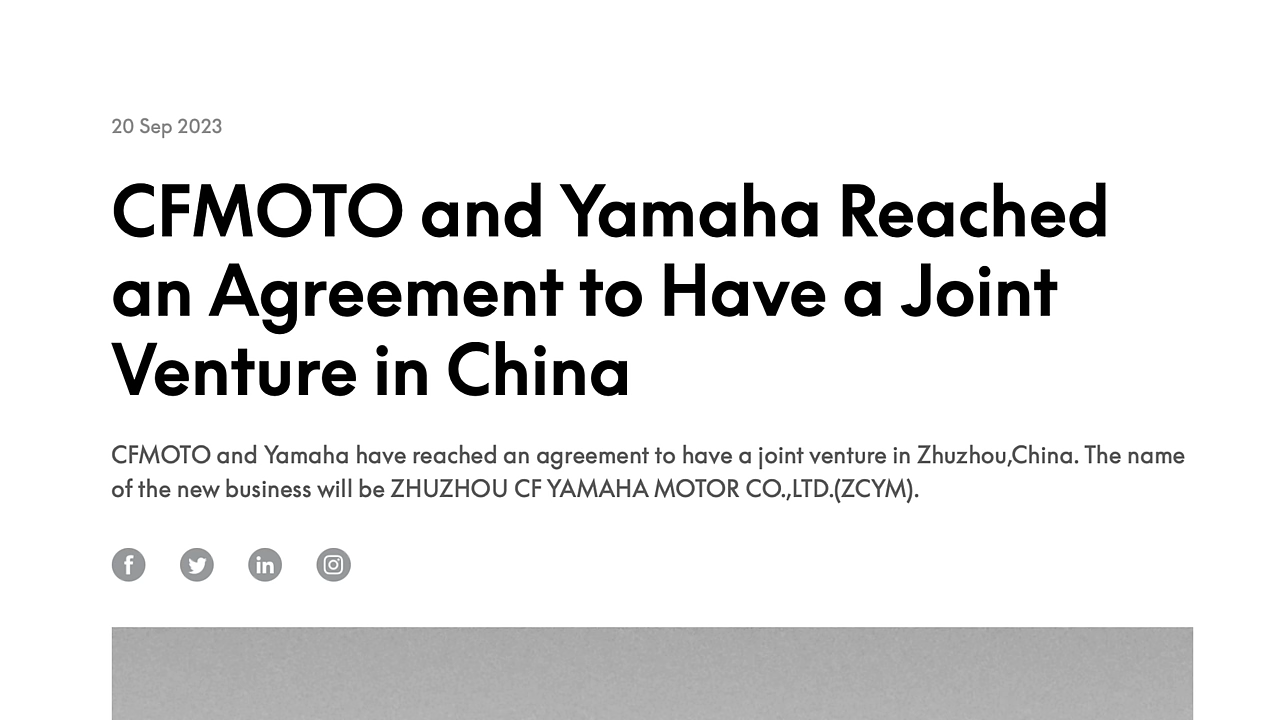 20 Sep 2023
CFMOTO and Yamaha Reached
an Agreement to Have a Joint
Venture in China
CFMOTO and Yamaha have reached an agreement to have a joint venture in Zhuzhou,China. The name
of the new business will be ZHUZHOU CF YAMAHA MOTOR CO.,LTD.(ZCYM).